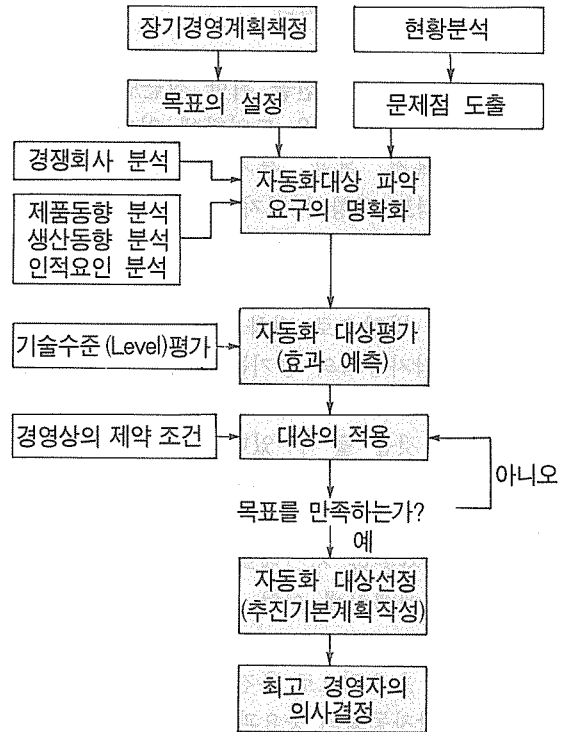 장기경영계획책정
현황분석
목표의 설정
문제점 도출
경쟁회사 분석
자동화대상 파악
요구의 명확화
제품동향 분석
생산동향 분석
인적요인 분석
기술수준(Level)평가
자동화 대상평가
(효과 예측)
경영상의 제약 조건
대상의 적용
아니오
목표를 만족하는가?
예
자동화 대상선정
(추진기본계획작성)
최고 경영자의
의사결정